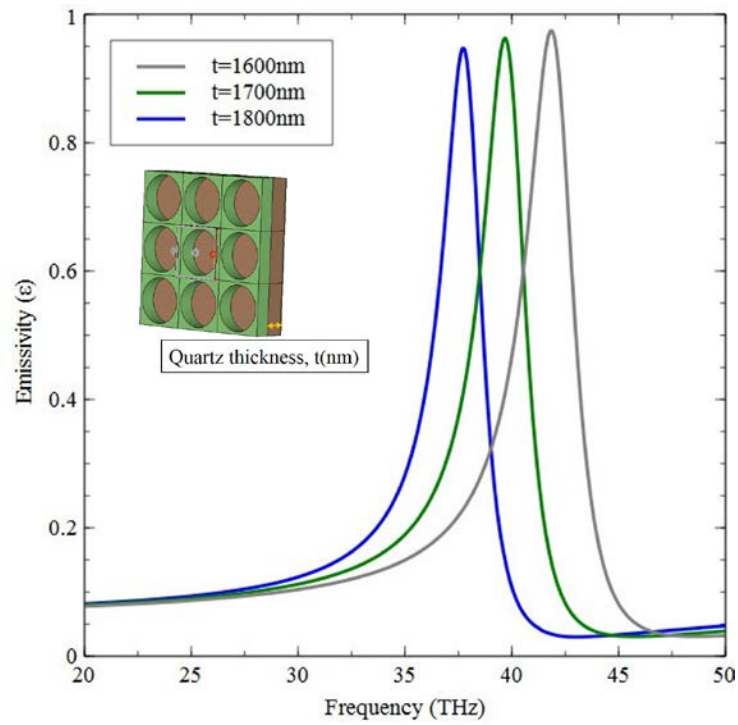 1
0.8
0.6
0.4
0.2
0
Emissivity (ε)
t=1600nm
t=1700nm
t=1800nm
Quartz thickness, t(nm)
20 25 30 35 40 45 50
Frequency (THz)